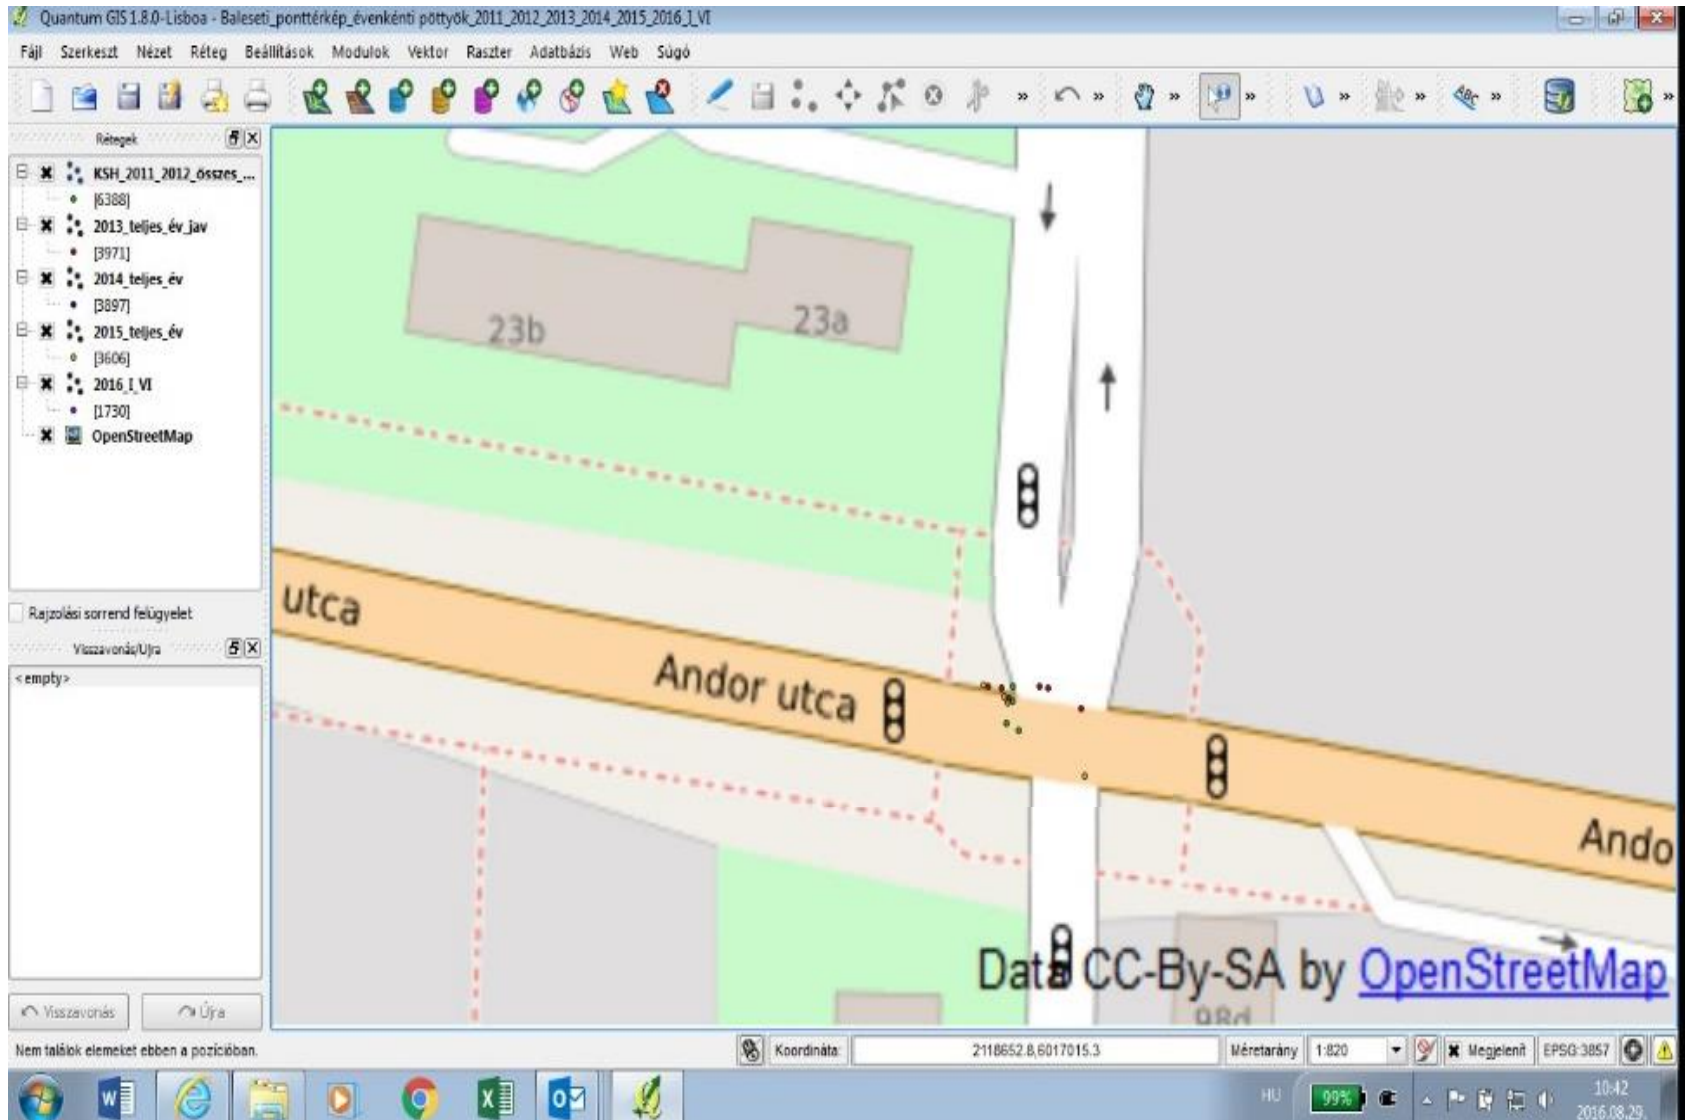 Quantum GIS 1.8.0-Lisboa - Baleseti_ponttérkép_évenkénti pöttyök_2011_2012_2013_2014_2015_2016_I_VI
Fájl Szerkeszt Nézet Réteg Beállítások Modulok Vektor Raszter Adatbázis Web Súgó
Rétegek
KSH_2011_2012_összes_...
[6388]
2013_teljes_év_jav
[3971]
2014_teljes_év
[3897]
2015_teljes_év
[3606]
2016_I_VI
[1730]
OpenStreetMap
Rajzolási sorrend felügyelet
Visszavonás/Újra
<empty>
Visszavonás Újra
23b
23a
utca
Andor utca
Ando
98d
Data CC-By-SA by OpenStreetMap
Nem találok elemeket ebben a pozícióban.
Koordináta: 2118652.8,6017015.3 Méretarány 1:820 Megjelenít EPSG:3857
HU 99% 10:42
2016.08.29.